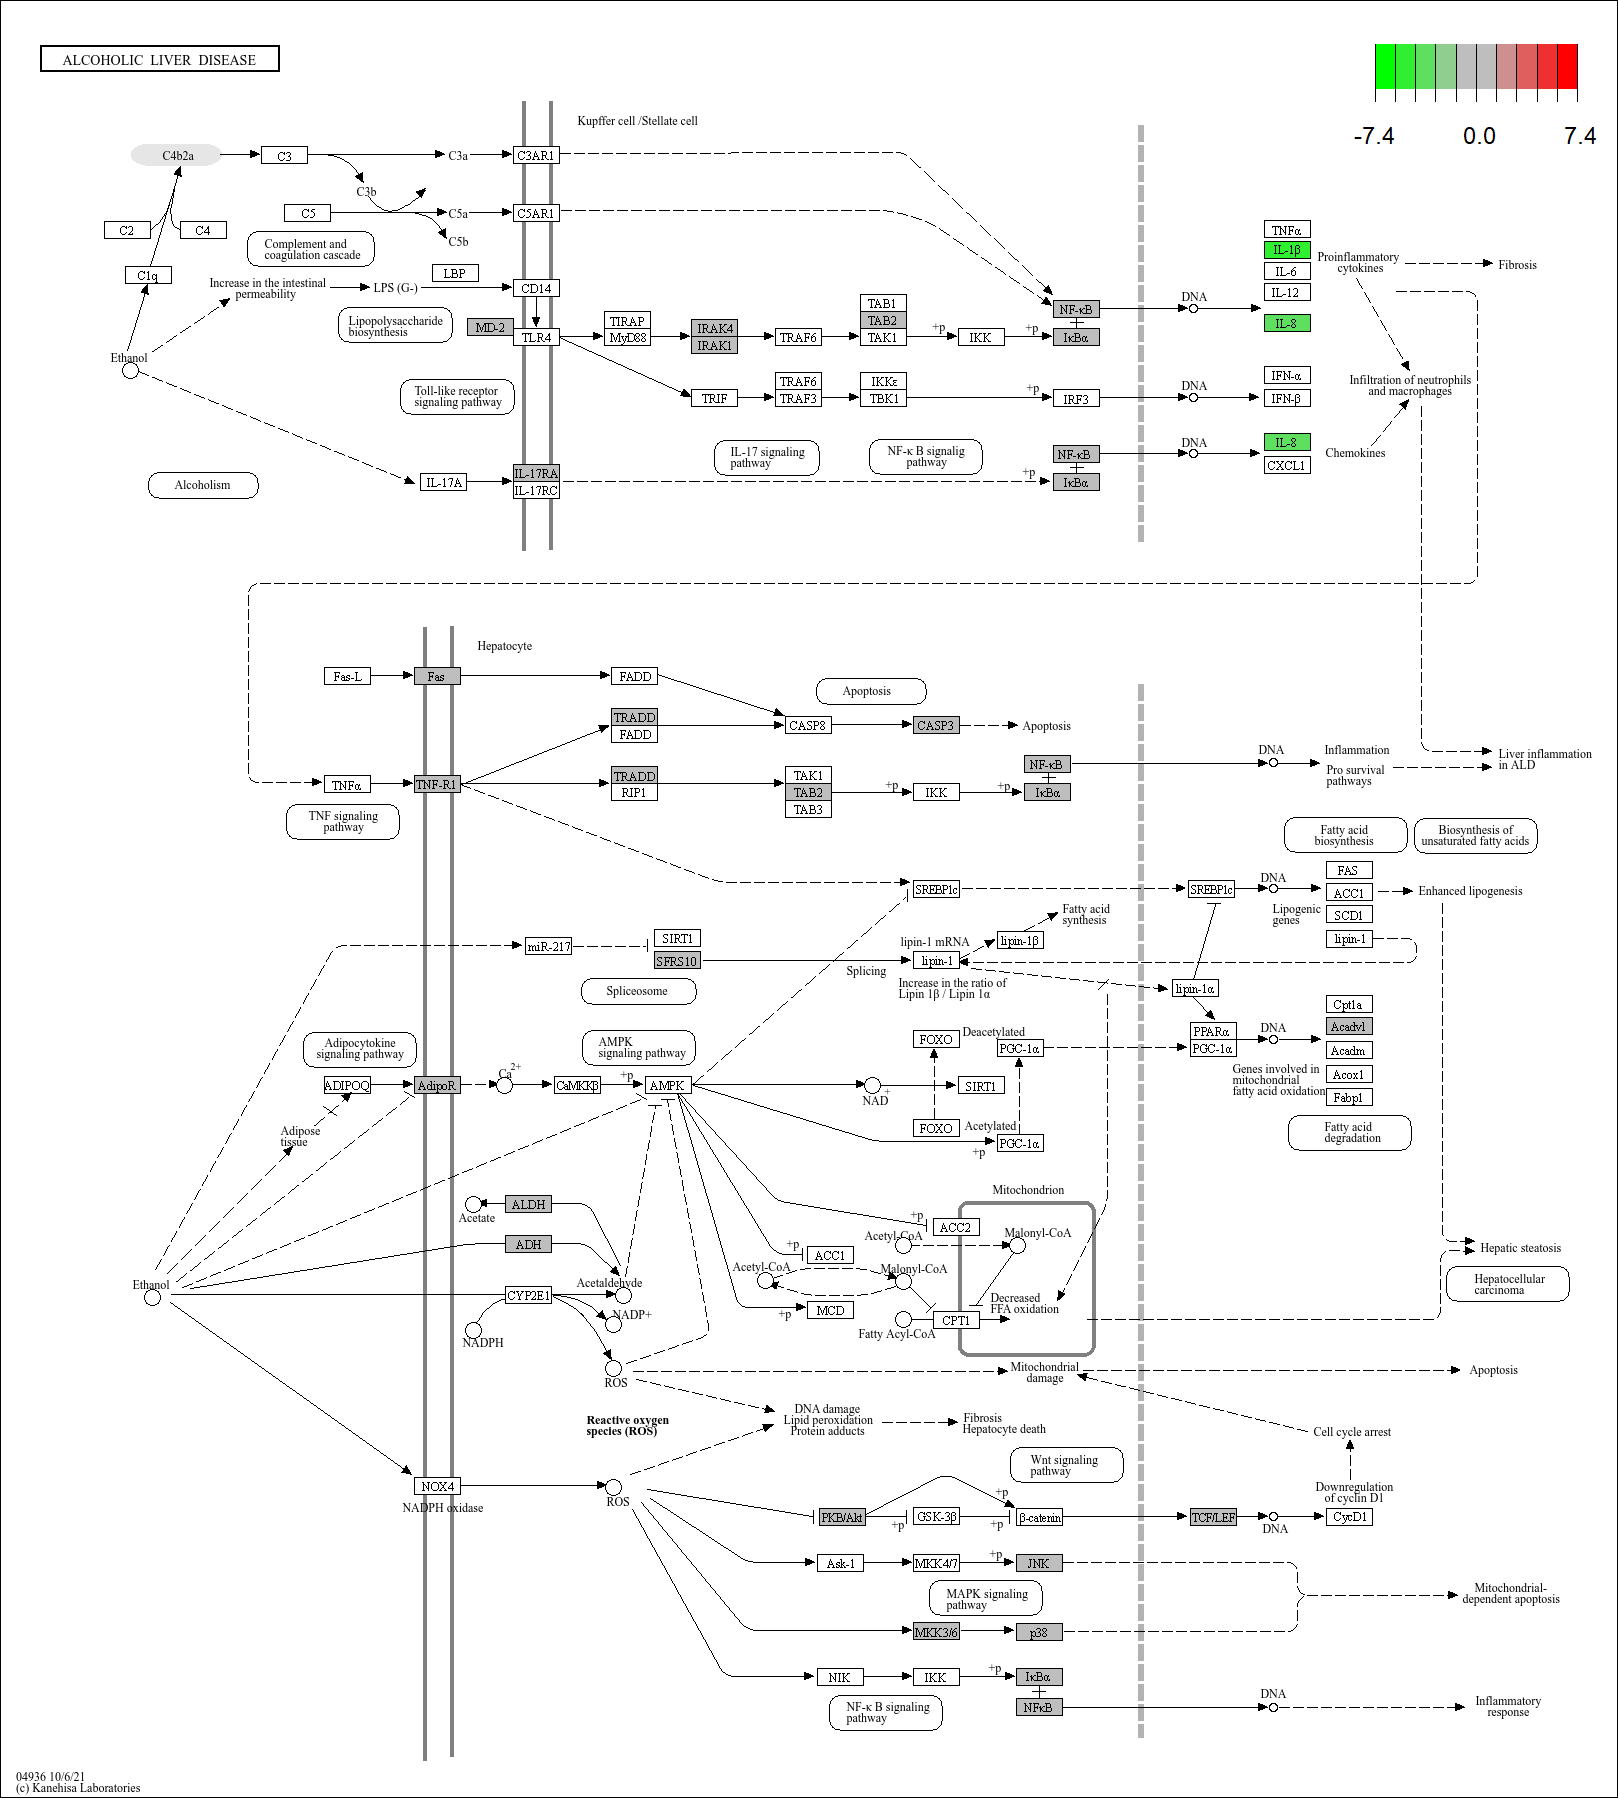 ALCOHOLIC LIVER DISEASE
-7.4 0.0 7.4
Kupffer cell /Stellate cell
C4b2a
C3
C3a
C3AR1
C3b
C5
C5a
C5AR1
C5b
C2
C4
Complement and
coagulation cascade
C1q
LBP
Increase in the intestinal
permeability
LPS (G-)
CD14
Lipopolysaccharide
biosynthesis
MD-2
TLR4
TIRAP
MyD88
IRAK4
IRAK1
TRAF6
TAB1
TAB2
TAK1
+p
IKK
+p
NF-κB
IκBα
DNA
TNFα
IL-1β
IL-6
IL-12
IL-8
Proinflammatory
cytokines
Fibrosis
Ethanol
Toll-like receptor
signaling pathway
TRIF
TRAF6
TRAF3
IKKε
TBK1
+p
IRF3
DNA
IFN-α
IFN-β
Infiltration of neutrophils
and macrophages
IL-17 signaling
pathway
NF-κ B signalig
pathway
NF-κB
IκBα
+p
DNA
IL-8
CXCL1
Chemokines
Alcoholism
IL-17A
IL-17RA
IL-17RC
Hepatocyte
Fas-L
Fas
FADD
Apoptosis
TRADD
FADD
CASP8
CASP3
Apoptosis
TNFα
TNF-R1
TRADD
RIP1
TAK1
TAB2
TAB3
+p
IKK
+p
NF-κB
IκBα
DNA
Inflammation
Pro survival
pathways
Liver inflammation
in ALD
TNF signaling
pathway
Fatty acid
biosynthesis
Biosynthesis of
unsaturated fatty acids
SREBP1c
SREBP1c
DNA
Lipogenic
genes
FAS
ACC1
SCD1
lipin-1
Enhanced lipogenesis
miR-217
SIRT1
SFRS10
Splicing
lipin-1 mRNA
lipin-1
lipin-1β
Fatty acid
synthesis
Increase in the ratio of
Lipin 1β / Lipin 1α
lipin-1α
Spliceosome
Adipocytokine
signaling pathway
AMPK
signaling pathway
FOXO
Deacetylated
PGC-1α
PPARα
PGC-1α
DNA
Cpt1a
Acadvl
Acadm
Acox1
Fabp1
Genes involved in
mitochondrial
fatty acid oxidation
Fatty acid
degradation
ADIPOQ
AdipoR
Ca2+
CaMKKβ
+p
AMPK
NAD+
SIRT1
FOXO
Acetylated
PGC-1α
+p
Adipose
tissue
Mitochondrion
Acetate
ALDH
ADH
+p
ACC2
Acetyl-CoA
Malonyl-CoA
+p
ACC1
Acetyl-CoA
Malonyl-CoA
Hepatic steatosis
Hepatocellular
carcinoma
Ethanol
Acetaldehyde
CYP2E1
NADP+
NADPH
+p
MCD
Decreased
FFA oxidation
CPT1
Fatty Acyl-CoA
ROS
Mitochondrial
damage
Apoptosis
Reactive oxygen
species (ROS)
DNA damage
Lipid peroxidation
Protein adducts
Fibrosis
Hepatocyte death
Cell cycle arrest
Wnt signaling
pathway
Downregulation
of cyclin D1
NOX4
NADPH oxidase
ROS
PKB/Akt
+p
GSK-3β
+p
+p
β-catenin
TCF/LEF
DNA
CycD1
Ask-1
MKK4/7
+p
JNK
MAPK signaling
pathway
Mitochondrial-
dependent apoptosis
MKK3/6
p38
NIK
IKK
+p
IκBα
NFκB
NF-κ B signaling
pathway
DNA
Inflammatory
response
04936 10/6/21
(c) Kanehisa Laboratories